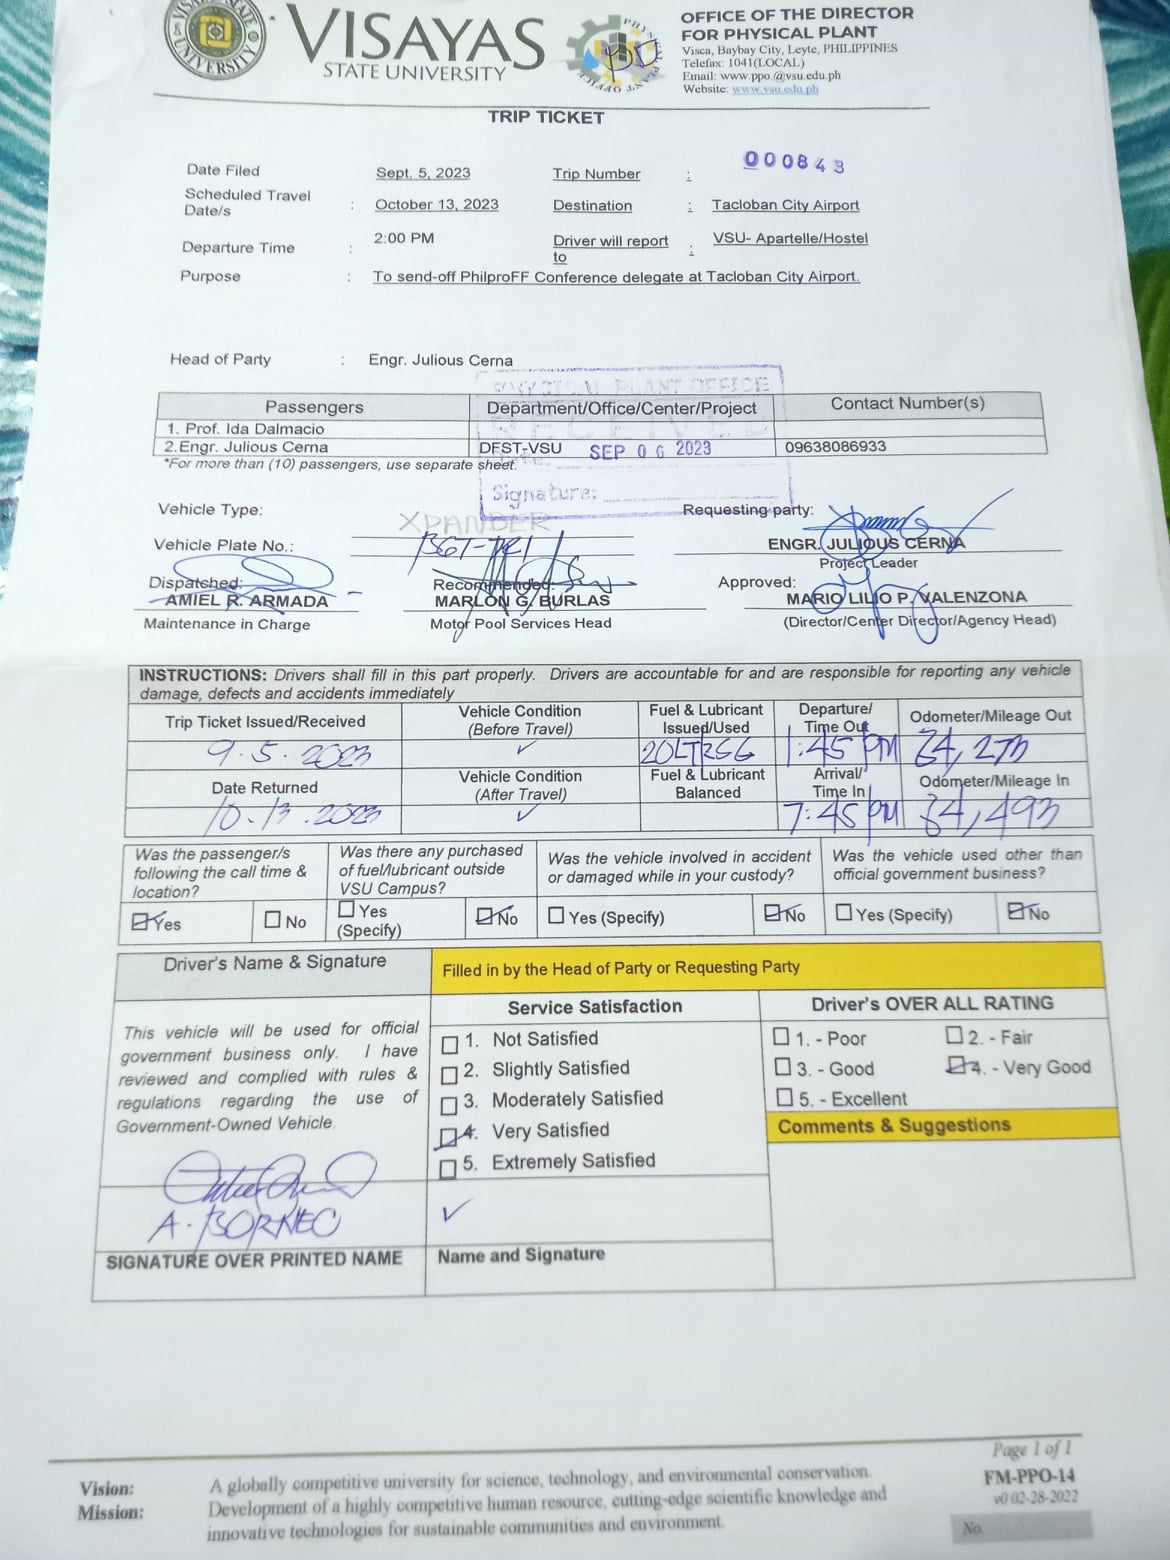 VISAYAS STATE UNIVERSITY
VISAYAS
STATE UNIVERSITY
PHYSICAL PLANT OFFICE
OFFICE OF THE DIRECTOR
FOR PHYSICAL PLANT
Visca, Baybay City, Leyte, PHILIPPINES
Telefax: 1041(LOCAL)
Email: www.ppo.@vsu.edu.ph
Website: www.vsu.edu.ph
TRIP TICKET
Date Filed Sept. 5, 2023 Trip Number : 000843
Scheduled Travel Date/s : October 13, 2023 Destination : Tacloban City Airport
Departure Time : 2:00 PM Driver will report to : VSU- Apartelle/Hostel
Purpose : To send-off PhilproFF Conference delegate at Tacloban City Airport.
Head of Party : Engr. Julious Cerna
PHYSICAL PLANT OFFICE
RECEIVED
Passengers Department/Office/Center/Project Contact Number(s)
1. Prof. Ida Dalmacio
2.Engr. Julious Cerna DFST-VSU 09638086933
Date: SEP 06 2023
*For more than (10) passengers, use separate sheet.
Signature:
Vehicle Type: XPANDER Requesting party:
Vehicle Plate No.:
ENGR. JULIOUS CERNA
Project Leader
Dispatched: Recommended: Approved:
AMIEL R. ARMADA MARLON G. BURLAS MARIO LILIO P. VALENZONA
Maintenance in Charge Motor Pool Services Head (Director/Center Director/Agency Head)
INSTRUCTIONS: Drivers shall fill in this part properly. Drivers are accountable for and are responsible for reporting any vehicle
damage, defects and accidents immediately
Trip Ticket Issued/Received Vehicle Condition (Before Travel) Fuel & Lubricant Issued/Used Departure/ Time Out Odometer/Mileage Out
9.5.2023 ✓ 1:45 PM
Date Returned Vehicle Condition (After Travel) Fuel & Lubricant Balanced Arrival/ Time In Odometer/Mileage In
10.13.2023 ✓ 7:45 PM
Was the passenger/s following the call time & location? Was there any purchased of fuel/lubricant outside VSU Campus? Was the vehicle involved in accident or damaged while in your custody? Was the vehicle used other than official government business?
☑ Yes ☐ No ☐ Yes (Specify) ☑ No ☐ Yes (Specify) ☑ No ☐ Yes (Specify) ☑ No
Driver's Name & Signature Filled in by the Head of Party or Requesting Party
Service Satisfaction Driver's OVER ALL RATING
This vehicle will be used for official
government business only. I have
reviewed and complied with rules &
regulations regarding the use of
Government-Owned Vehicle.
☐ 1. Not Satisfied
☐ 2. Slightly Satisfied
☐ 3. Moderately Satisfied
☑ 4. Very Satisfied
☐ 5. Extremely Satisfied
☐ 1. - Poor ☐ 2. - Fair
☐ 3. - Good ☑ 4. - Very Good
☐ 5. - Excellent
Comments & Suggestions
A. BORNEO ✓
SIGNATURE OVER PRINTED NAME Name and Signature
Page 1 of 1
FM-PPO-14
v0 02-28-2022
No.
Vision: A globally competitive university for science, technology, and environmental conservation.
Mission: Development of a highly competitive human resource, cutting-edge scientific knowledge and
innovative technologies for sustainable communities and environment.